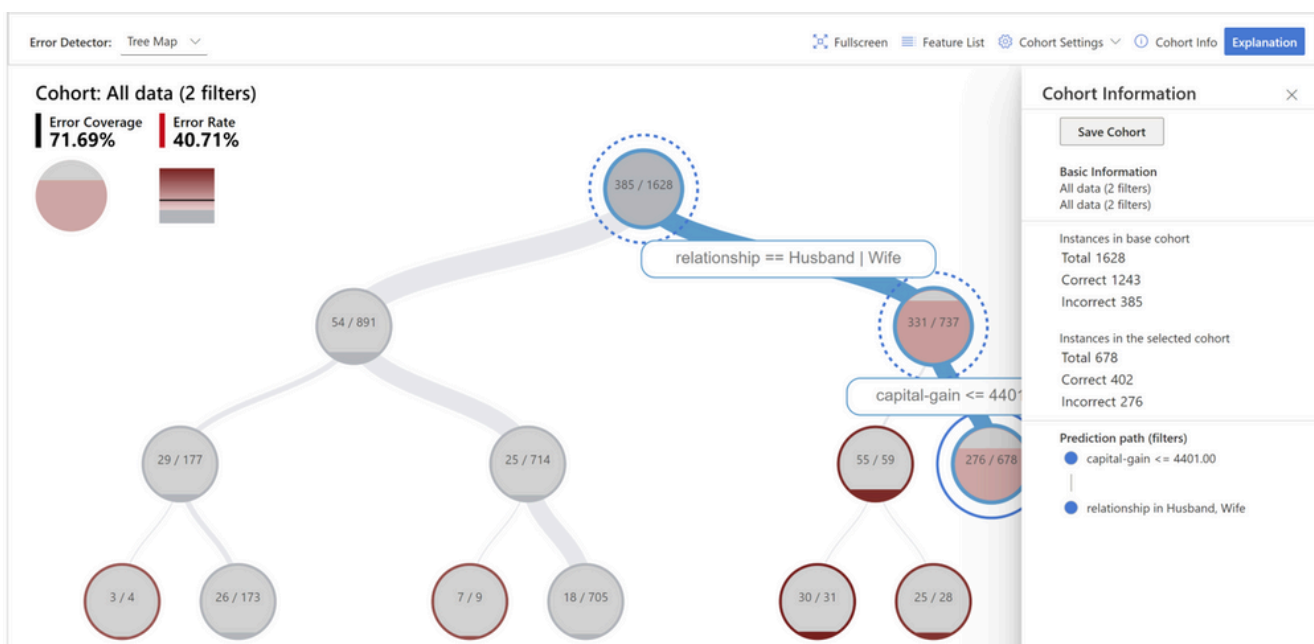 Error Detector: Tree Map
Fullscreen Feature List Cohort Settings Cohort Info Explanation
Cohort: All data (2 filters)
Error Coverage
71.69%
Error Rate
40.71%
385 / 1628
relationship == Husband | Wife
54 / 891
331 / 737
capital-gain <= 4401
29 / 177
25 / 714
55 / 59
276 / 678
3 / 4
26 / 173
7 / 9
18 / 705
30 / 31
25 / 28
Cohort Information
Save Cohort
Basic Information
All data (2 filters)
All data (2 filters)
Instances in base cohort
Total 1628
Correct 1243
Incorrect 385
Instances in the selected cohort
Total 678
Correct 402
Incorrect 276
Prediction path (filters)
capital-gain <= 4401.00
relationship in Husband, Wife